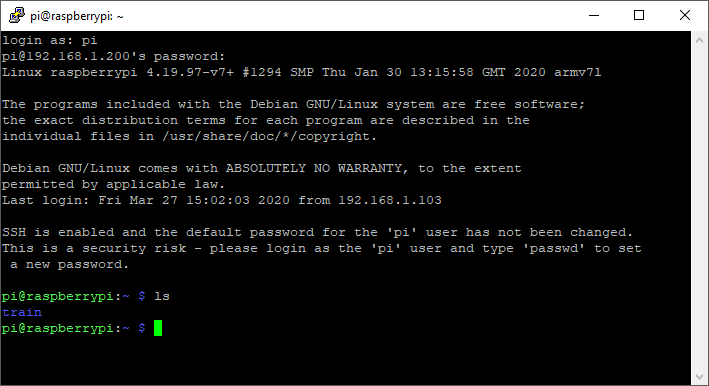 pi@raspberrypi: ~
login as: pi
pi@192.168.1.200's password:
Linux raspberrypi 4.19.97-v7+ #1294 SMP Thu Jan 30 13:15:58 GMT 2020 armv7l
The programs included with the Debian GNU/Linux system are free software;
the exact distribution terms for each program are described in the
individual files in /usr/share/doc/*/copyright.
Debian GNU/Linux comes with ABSOLUTELY NO WARRANTY, to the extent
permitted by applicable law.
Last login: Fri Mar 27 15:02:03 2020 from 192.168.1.103
SSH is enabled and the default password for the 'pi' user has not been changed.
This is a security risk - please login as the 'pi' user and type 'passwd' to set
 a new password.
pi@raspberrypi:~ $ ls
train
pi@raspberrypi:~ $